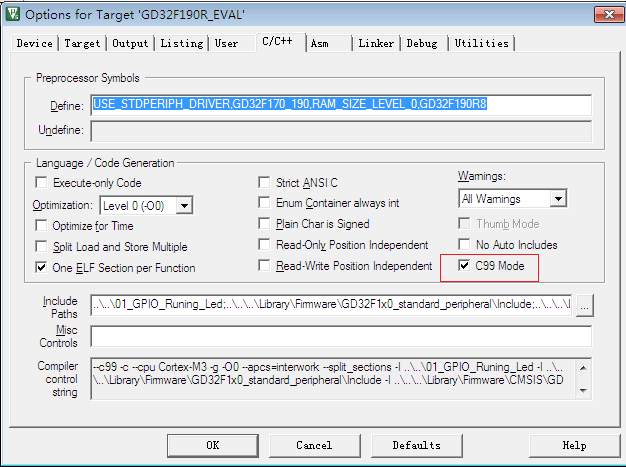 Options for Target 'GD32F190R_EVAL'
Device Target Output Listing User C/C++ Asm Linker Debug Utilities
Preprocessor Symbols
Define: USE_STDPERIPH_DRIVER,GD32F170_190,RAM_SIZE_LEVEL_0,GD32F190R8
Undefine:
Language / Code Generation
Execute-only Code
Optimization: Level 0 (-O0)
Optimize for Time
Split Load and Store Multiple
One ELF Section per Function
Strict ANSI C
Enum Container always int
Plain Char is Signed
Read-Only Position Independent
Read-Write Position Independent
Warnings:
All Warnings
Thumb Mode
No Auto Includes
C99 Mode
Include Paths ..\..\01_GPIO_Runing_Led;..\..\..\Library\Firmware\GD32F1x0_standard_peripheral\Include;..\..\..\I
...
Misc Controls
Compiler control string
--c99 -c --cpu Cortex-M3 -g -O0 --apcs=interwork --split_sections -I ..\..\01_GPIO_Runing_Led -I ..\..
\..\Library\Firmware\GD32F1x0_standard_peripheral\Include -I ..\..\..\Library\Firmware\CMSIS\GD
OK Cancel Defaults Help